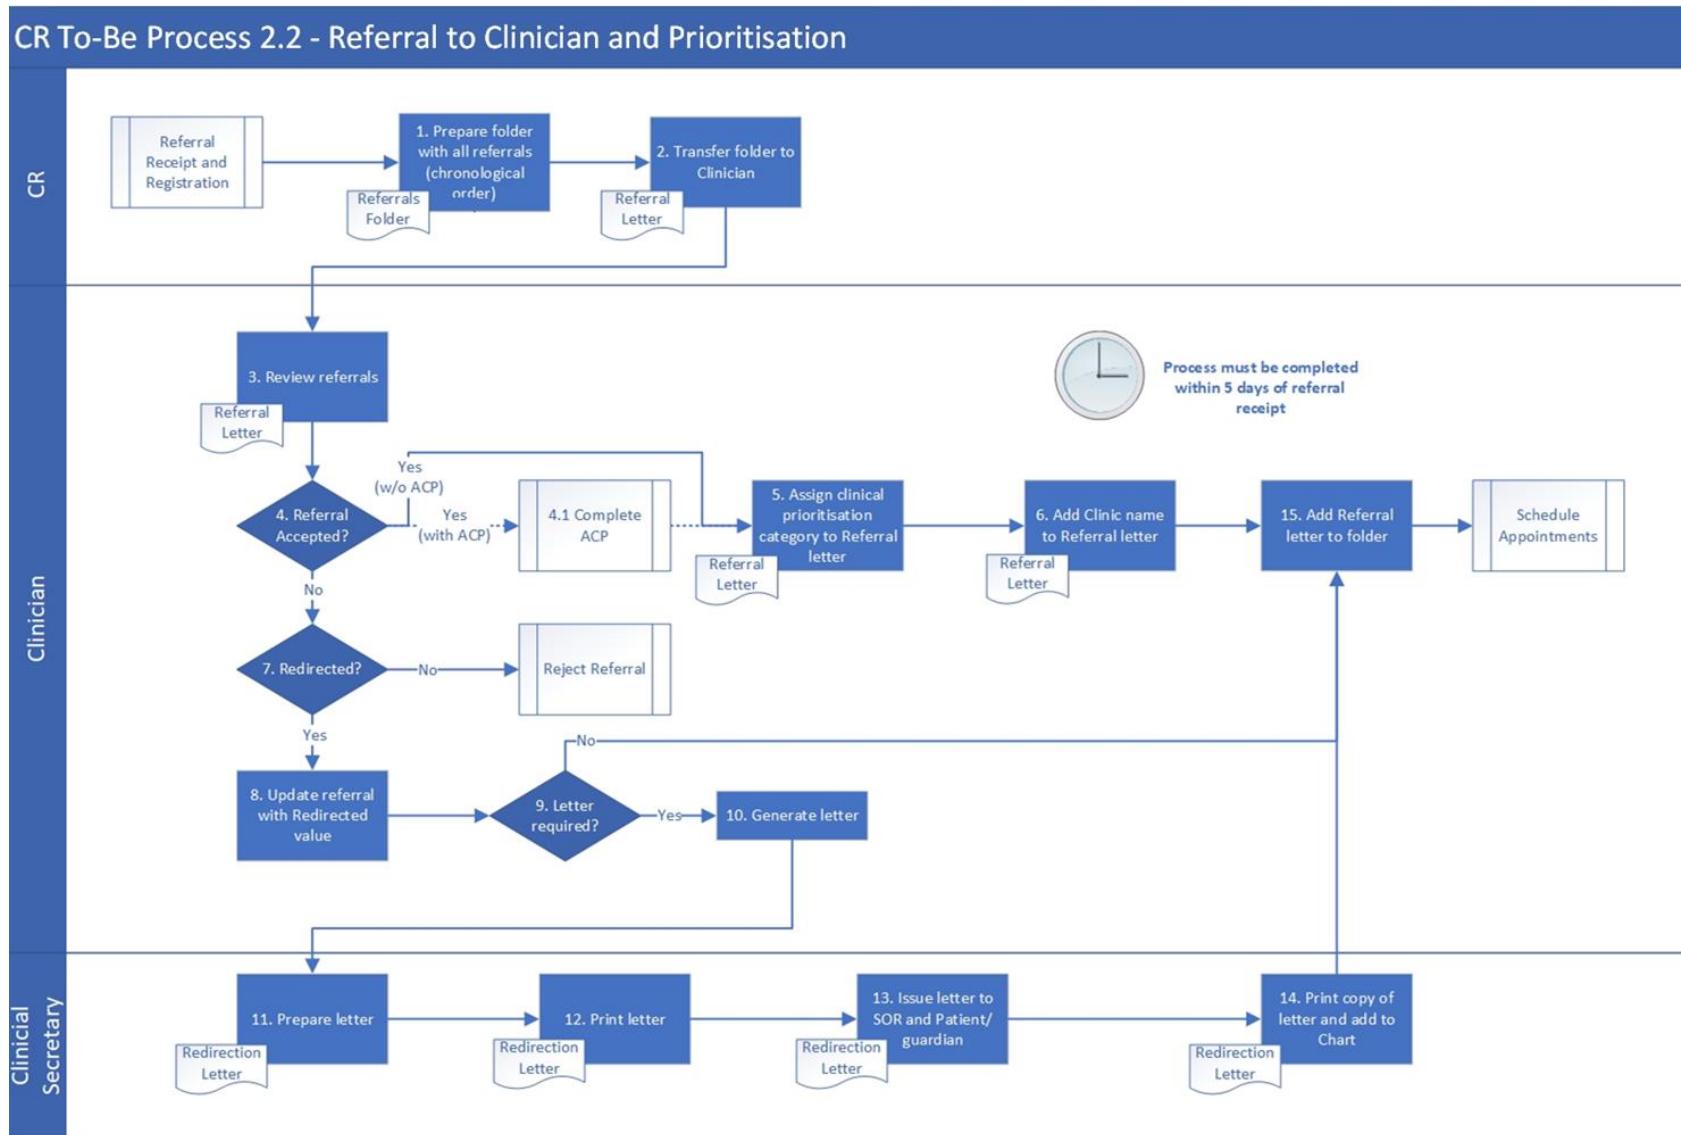 CR To-Be Process 2.2 - Referral to Clinician and Prioritisation
CR
Referral
Receipt and
Registration
1. Prepare folder
with all referrals
(chronological
order)
Referrals
Folder
2. Transfer folder to
Clinician
Referral
Letter
Clinician
3. Review referrals
Referral
Letter
Process must be completed
within 5 days of referral
receipt
4. Referral
Accepted?
Yes
(w/o ACP)
Yes
(with ACP)
4.1 Complete
ACP
5. Assign clinical
prioritisation
category to Referral
letter
Referral
Letter
6. Add Clinic name
to Referral letter
Referral
Letter
15. Add Referral
letter to folder
Schedule
Appointments
No
7. Redirected?
No
Reject Referral
Yes
8. Update referral
with Redirected
value
9. Letter
required?
No
Yes
10. Generate letter
Clinicial
Secretary
11. Prepare letter
Redirection
Letter
12. Print letter
Redirection
Letter
13. Issue letter to
SOR and Patient/
guardian
Redirection
Letter
14. Print copy of
letter and add to
Chart
Redirection
Letter